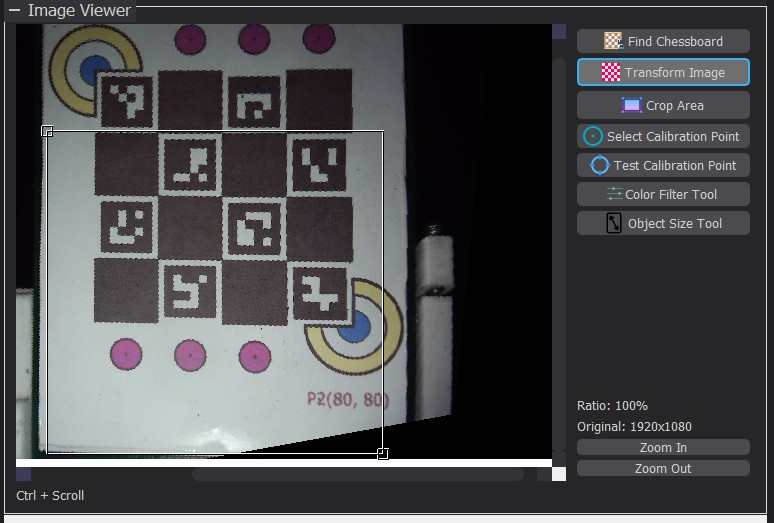 Image Viewer
Find Chessboard
Transform Image
Crop Area
Select Calibration Point
Test Calibration Point
Color Filter Tool
Object Size Tool
P2(80, 80)
Ratio: 100%
Original: 1920x1080
Zoom In
Zoom Out
Ctrl + Scroll